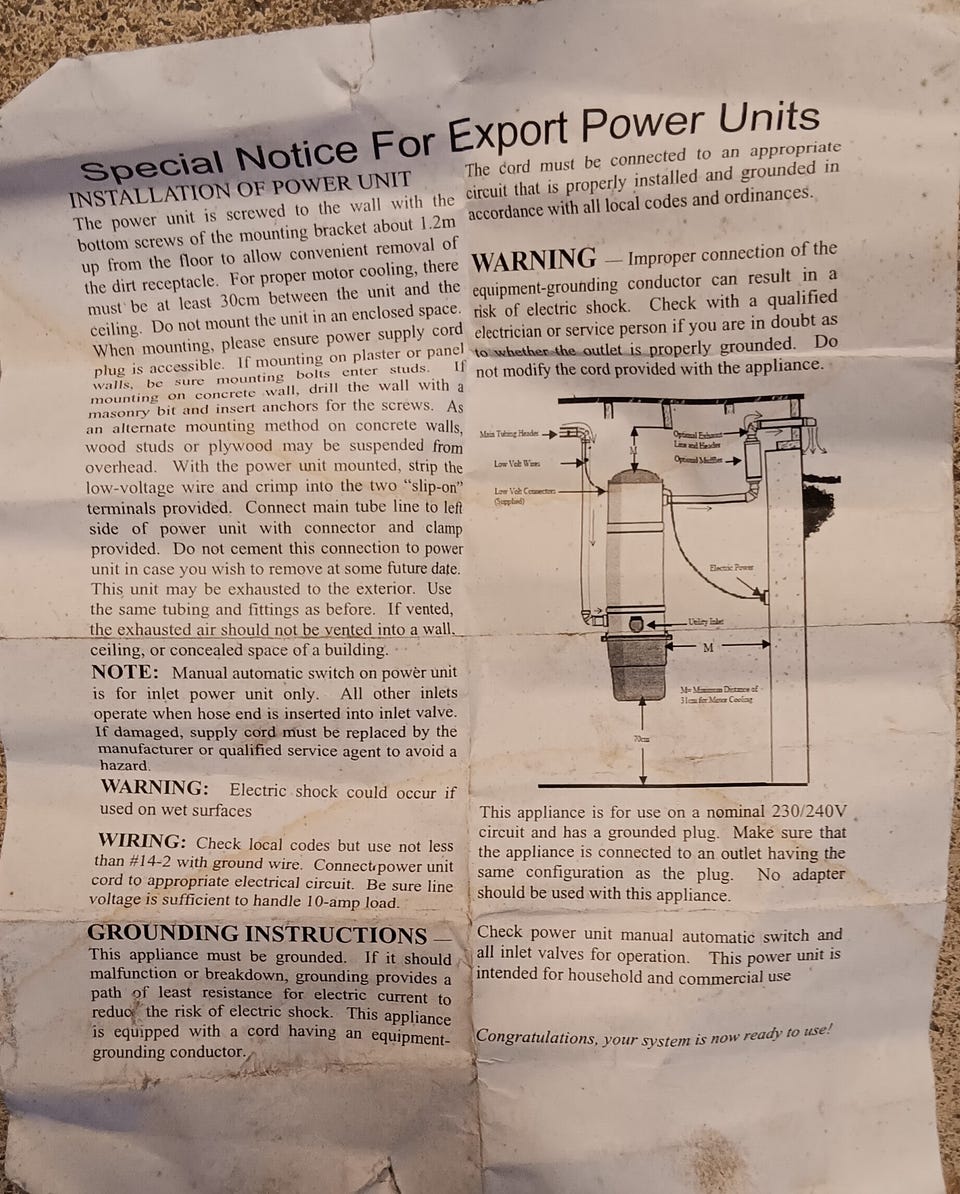 Special Notice For Export Power Units
INSTALLATION OF POWER UNIT
The power unit is screwed to the wall with the
bottom screws of the mounting bracket about 1.2m
up from the floor to allow convenient removal of
the dirt receptacle. For proper motor cooling, there
must be at least 30cm between the unit and the
ceiling. Do not mount the unit in an enclosed space.
When mounting, please ensure power supply cord
plug is accessible. If mounting on plaster or panel
walls, be sure mounting bolts enter studs. If
mounting on concrete wall, drill the wall with a
masonry bit and insert anchors for the screws. As
an alternate mounting method on concrete walls,
wood studs or plywood may be suspended from
overhead. With the power unit mounted, strip the
low-voltage wire and crimp into the two "slip-on"
terminals provided. Connect main tube line to left
side of power unit with connector and clamp
provided. Do not cement this connection to power
unit in case you wish to remove at some future date.
This unit may be exhausted to the exterior. Use
the same tubing and fittings as before. If vented,
the exhausted air should not be vented into a wall,
ceiling, or concealed space of a building.
NOTE: Manual automatic switch on power unit
is for inlet power unit only. All other inlets
operate when hose end is inserted into inlet valve.
If damaged, supply cord must be replaced by the
manufacturer or qualified service agent to avoid a
hazard.
WARNING: Electric shock could occur if
used on wet surfaces
WIRING: Check local codes but use not less
than #14-2 with ground wire. Connect power unit
cord to appropriate electrical circuit. Be sure line
voltage is sufficient to handle 10-amp load.
GROUNDING INSTRUCTIONS —
This appliance must be grounded. If it should
malfunction or breakdown, grounding provides a
path of least resistance for electric current to
reduce the risk of electric shock. This appliance
is equipped with a cord having an equipment-
grounding conductor.
The cord must be connected to an appropriate
circuit that is properly installed and grounded in
accordance with all local codes and ordinances.
WARNING — Improper connection of the
equipment-grounding conductor can result in a
risk of electric shock. Check with a qualified
electrician or service person if you are in doubt as
to whether the outlet is properly grounded. Do
not modify the cord provided with the appliance.
Main Tubing Header
Low Volt Wires
Low Volt Connectors
(Supplied)
M
Optional Exhaust
Line and Header
Optional Muffler
Electric Power
Utility Inlet
M
M= Minimum Distance of
31cm for Motor Cooling
70cm
This appliance is for use on a nominal 230/240V
circuit and has a grounded plug. Make sure that
the appliance is connected to an outlet having the
same configuration as the plug. No adapter
should be used with this appliance.
Check power unit manual automatic switch and
all inlet valves for operation. This power unit is
intended for household and commercial use
Congratulations, your system is now ready to use!